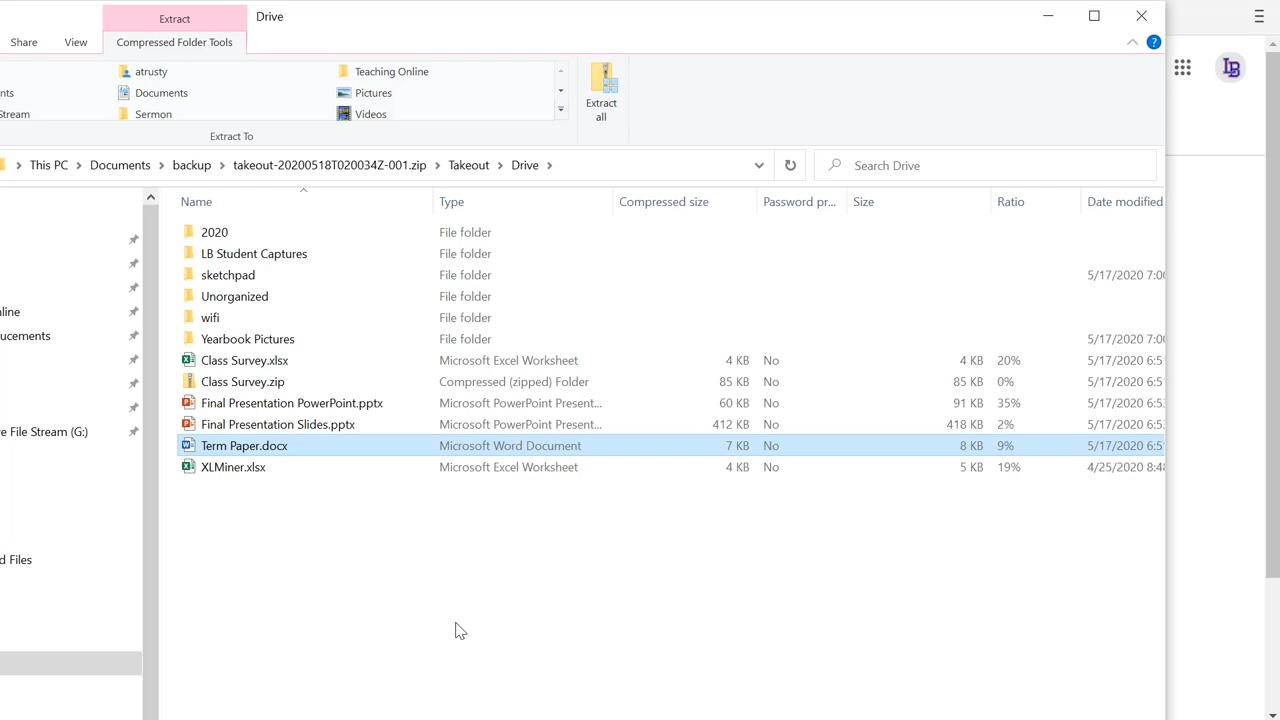 Extract
Drive
Share
View
Compressed Folder Tools
?
atrusty
Teaching Online
nts
Documents
Pictures
Extract all
Stream
Sermon
Videos
Extract To
This PC > Documents > backup > takeout-20200518T020034Z-001.zip > Takeout > Drive >
Search Drive
LB
Name Type Compressed size Password pr... Size Ratio Date modified
2020 File folder
LB Student Captures File folder
sketchpad File folder 5/17/2020 7:00
Unorganized File folder
line
wifi File folder
ucements
Yearbook Pictures File folder 5/17/2020 7:00
Class Survey.xlsx Microsoft Excel Worksheet 4 KB No 4 KB 20% 5/17/2020 6:5
Class Survey.zip Compressed (zipped) Folder 85 KB No 85 KB 0% 5/17/2020 6:5
Final Presentation PowerPoint.pptx Microsoft PowerPoint Present... 60 KB No 91 KB 35% 5/17/2020 6:5
Final Presentation Slides.pptx Microsoft PowerPoint Present... 412 KB No 418 KB 2% 5/17/2020 6:5
e File Stream (G:)
Term Paper.docx Microsoft Word Document 7 KB No 8 KB 9% 5/17/2020 6:5
XLMiner.xlsx Microsoft Excel Worksheet 4 KB No 5 KB 19% 4/25/2020 8:4
d Files